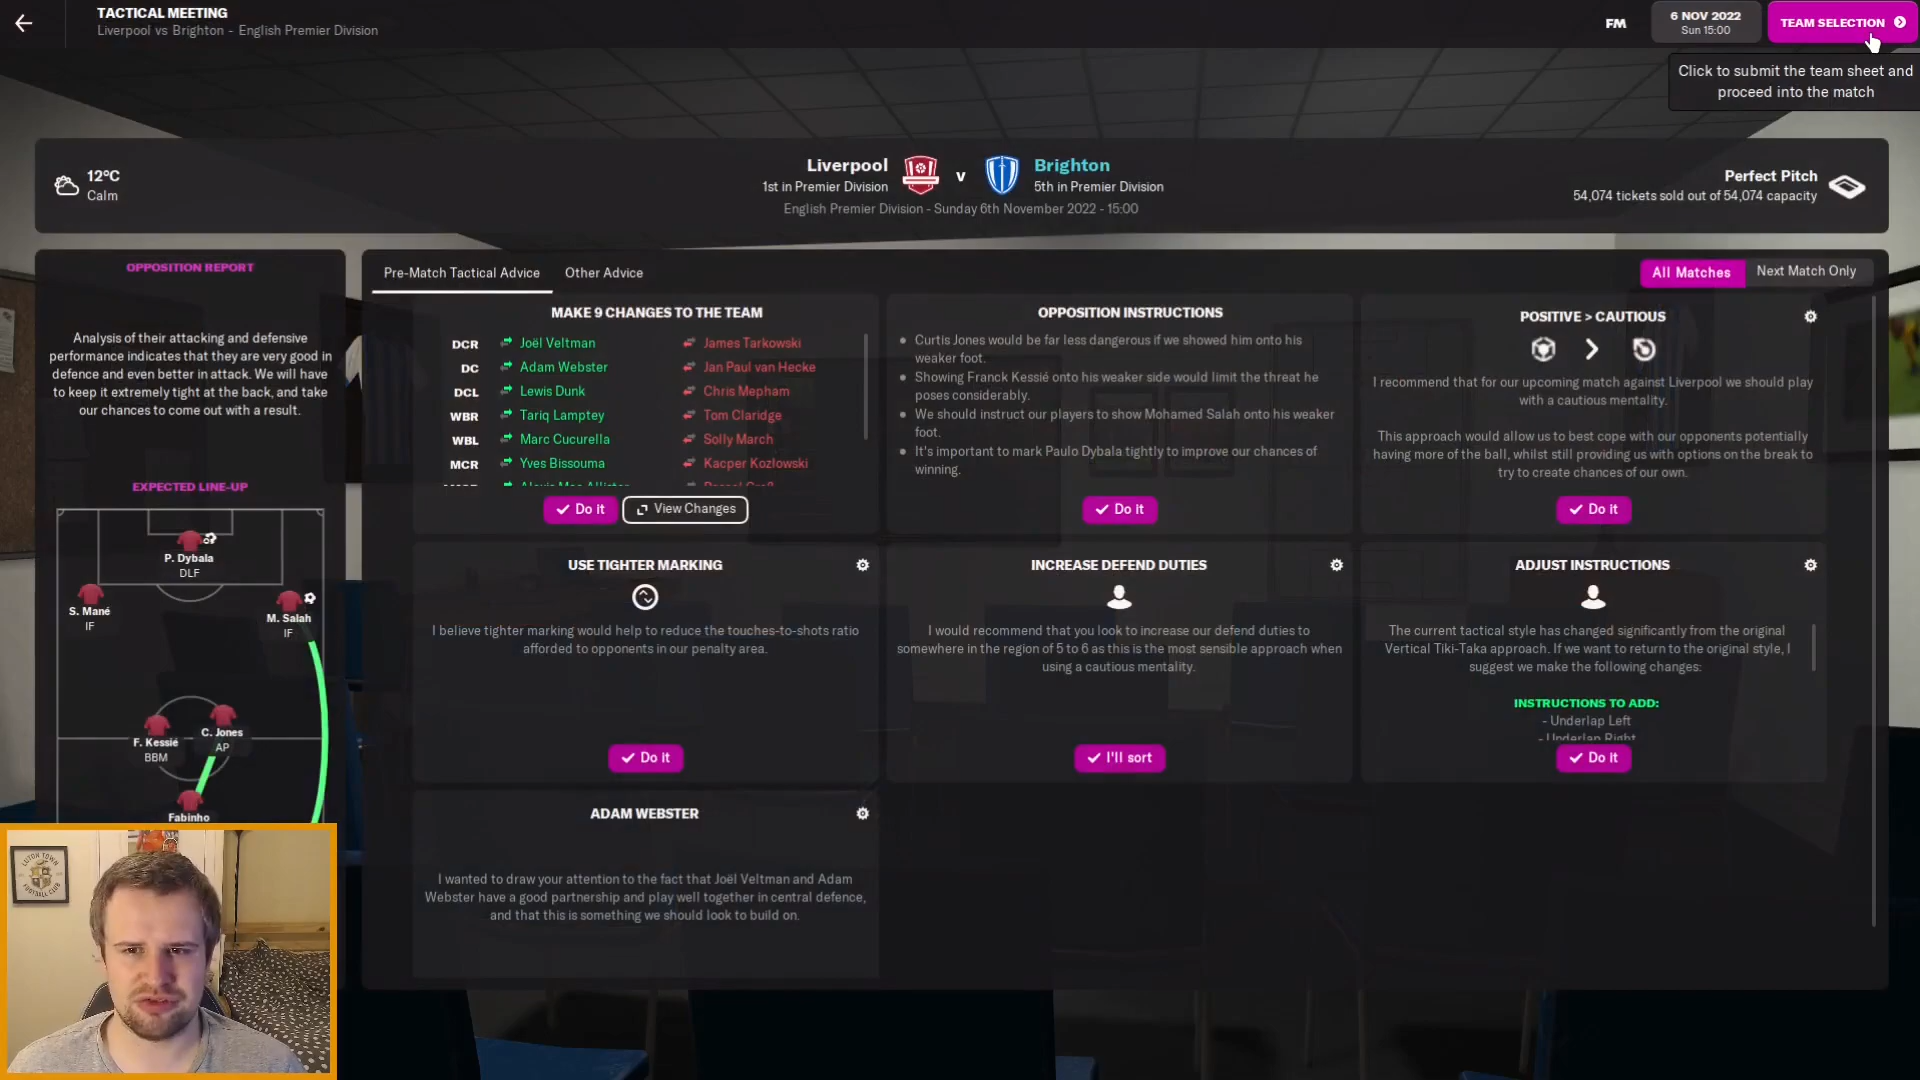 TACTICAL MEETING
Liverpool vs Brighton - English Premier Division
FM
6 NOV 2022
Sun 15:00
TEAM SELECTION
Click to submit the team sheet and
proceed into the match
12°C
Calm
Liverpool
1st in Premier Division
v
Brighton
5th in Premier Division
English Premier Division - Sunday 6th November 2022 - 15:00
Perfect Pitch
54,074 tickets sold out of 54,074 capacity
OPPOSITION REPORT
Analysis of their attacking and defensive
performance indicates that they are very good in
defence and even better in attack. We will have
to keep it extremely tight at the back, and take
our chances to come out with a result.
EXPECTED LINE-UP
P. Dybala
DLF
S. Mané
IF
M. Salah
IF
F. Kessié
BBM
C. Jones
AP
Fabinho
Pre-Match Tactical Advice
Other Advice
All Matches
Next Match Only
MAKE 9 CHANGES TO THE TEAM
DCR Joël Veltman James Tarkowski
DC Adam Webster Jan Paul van Hecke
DCL Lewis Dunk Chris Mepham
WBR Tariq Lamptey Tom Claridge
WBL Marc Cucurella Solly March
MCR Yves Bissouma Kacper Kozłowski
Do it
View Changes
OPPOSITION INSTRUCTIONS
• Curtis Jones would be far less dangerous if we showed him onto his
weaker foot.
• Showing Franck Kessié onto his weaker side would limit the threat he
poses considerably.
• We should instruct our players to show Mohamed Salah onto his weaker
foot.
• It's important to mark Paulo Dybala tightly to improve our chances of
winning.
Do it
POSITIVE > CAUTIOUS
I recommend that for our upcoming match against Liverpool we should play
with a cautious mentality.
This approach would allow us to best cope with our opponents potentially
having more of the ball, whilst still providing us with options on the break to
try to create chances of our own.
Do it
USE TIGHTER MARKING
I believe tighter marking would help to reduce the touches-to-shots ratio
afforded to opponents in our penalty area.
Do it
INCREASE DEFEND DUTIES
I would recommend that you look to increase our defend duties to
somewhere in the region of 5 to 6 as this is the most sensible approach when
using a cautious mentality.
I'll sort
ADJUST INSTRUCTIONS
The current tactical style has changed significantly from the original
Vertical Tiki-Taka approach. If we want to return to the original style, I
suggest we make the following changes:
INSTRUCTIONS TO ADD:
- Underlap Left
- Underlap Right
Do it
ADAM WEBSTER
I wanted to draw your attention to the fact that Joël Veltman and Adam
Webster have a good partnership and play well together in central defence,
and that this is something we should look to build on.
LUTON TOWN